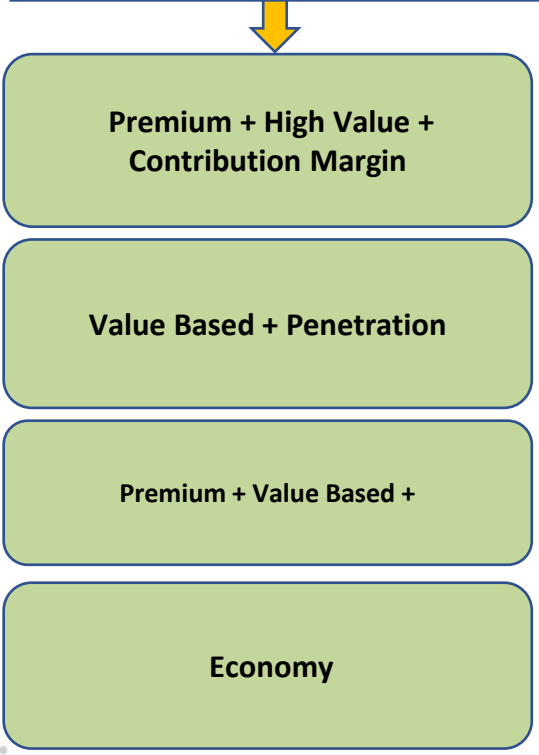 Premium + High Value +
Contribution Margin
Value Based + Penetration
Premium + Value Based +
Economy